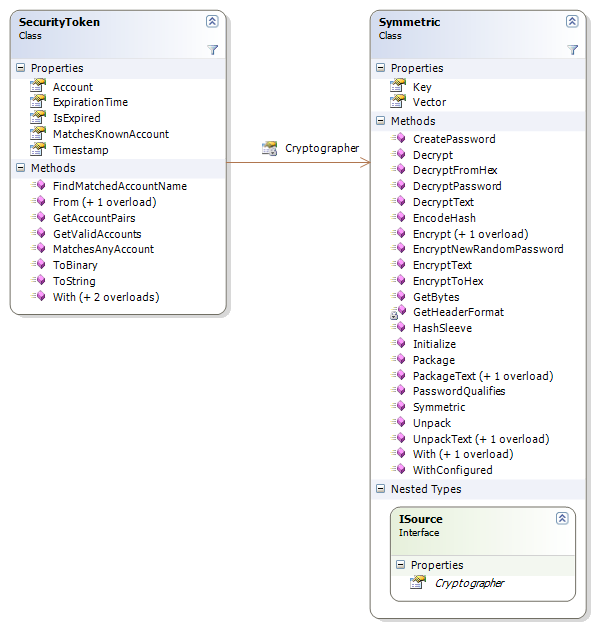 SecurityToken
Class
Properties
Account
ExpirationTime
IsExpired
MatchesKnownAccount
Timestamp
Methods
FindMatchedAccountName
From (+ 1 overload)
GetAccountPairs
GetValidAccounts
MatchesAnyAccount
ToBinary
ToString
With (+ 2 overloads)
Cryptographer
Symmetric
Class
Properties
Key
Vector
Methods
CreatePassword
Decrypt
DecryptFromHex
DecryptPassword
DecryptText
EncodeHash
Encrypt (+ 1 overload)
EncryptNewRandomPassword
EncryptText
EncryptToHex
GetBytes
GetHeaderFormat
HashSleeve
Initialize
Package
PackageText (+ 1 overload)
PasswordQualifies
Symmetric
Unpack
UnpackText (+ 1 overload)
With (+ 1 overload)
WithConfigured
Nested Types
ISource
Interface
Properties
Cryptographer